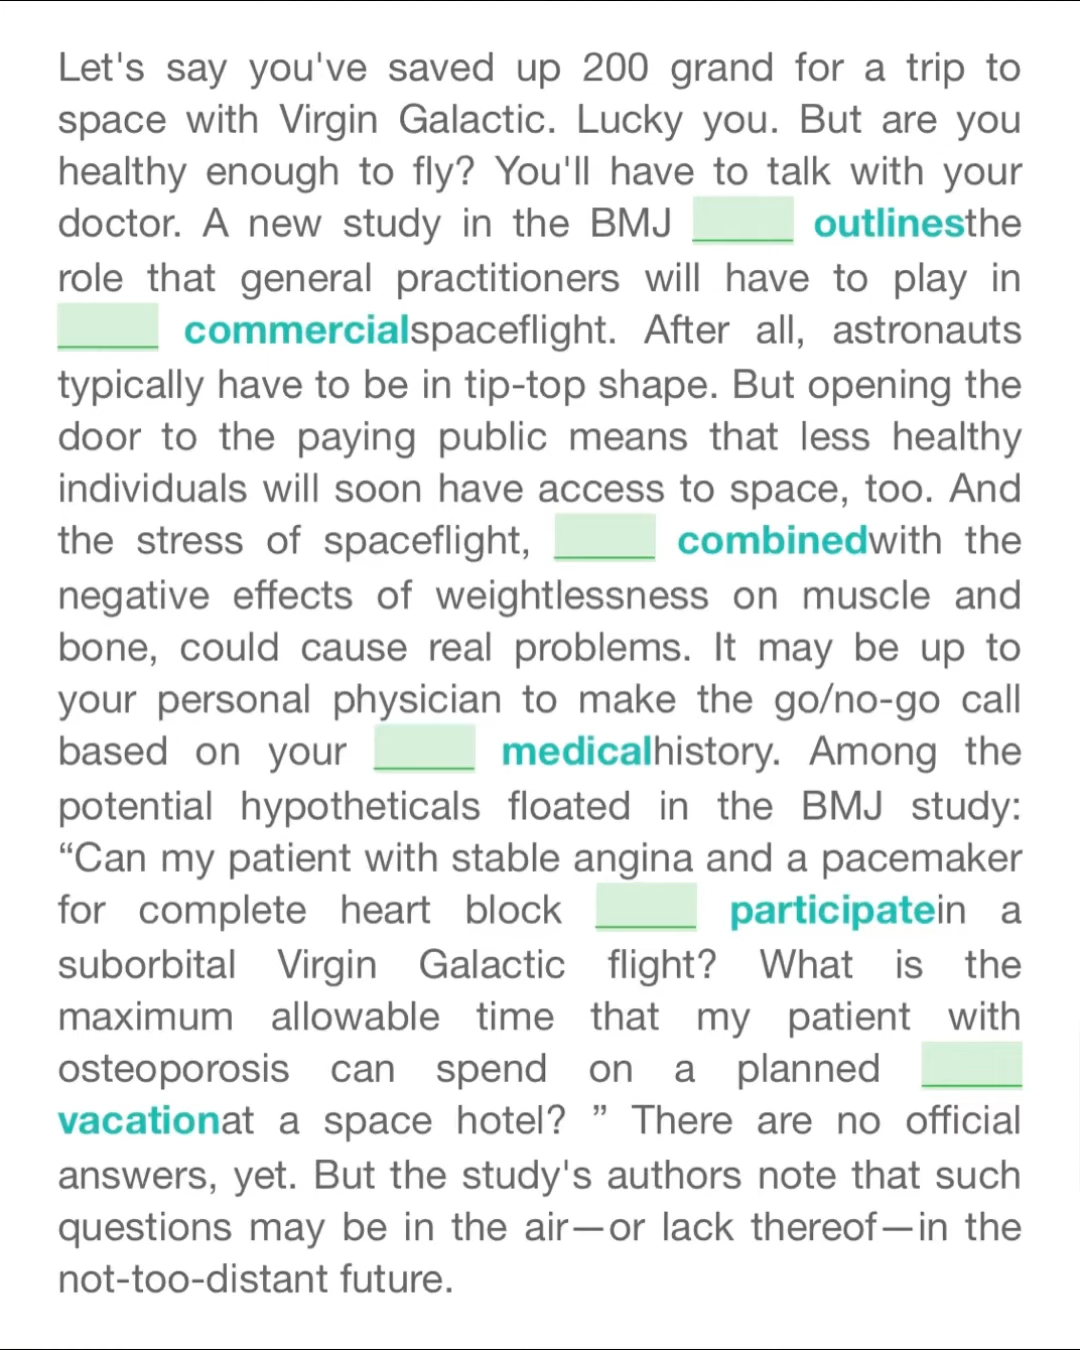 Let's say you've saved up 200 grand for a trip to
space with Virgin Galactic. Lucky you. But are you
healthy enough to fly? You'll have to talk with your
doctor. A new study in the BMJ outlinesthe
role that general practitioners will have to play in
commercialspaceflight. After all, astronauts
typically have to be in tip-top shape. But opening the
door to the paying public means that less healthy
individuals will soon have access to space, too. And
the stress of spaceflight, combinedwith the
negative effects of weightlessness on muscle and
bone, could cause real problems. It may be up to
your personal physician to make the go/no-go call
based on your medicalhistory. Among the
potential hypotheticals floated in the BMJ study:
“Can my patient with stable angina and a pacemaker
for complete heart block participatein a
suborbital Virgin Galactic flight? What is the
maximum allowable time that my patient with
osteoporosis can spend on a planned
vacationat a space hotel? ” There are no official
answers, yet. But the study's authors note that such
questions may be in the air—or lack thereof—in the
not-too-distant future.